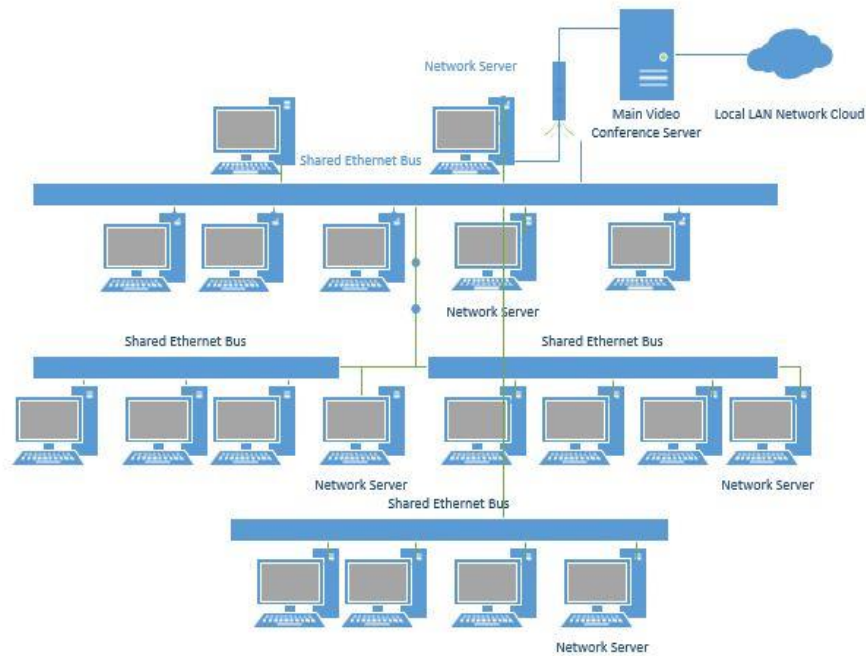 Network Server
Main Video
Conference Server
Local LAN Network Cloud
Shared Ethernet Bus
Network Server
Shared Ethernet Bus
Shared Ethernet Bus
Network Server
Network Server
Shared Ethernet Bus
Network Server